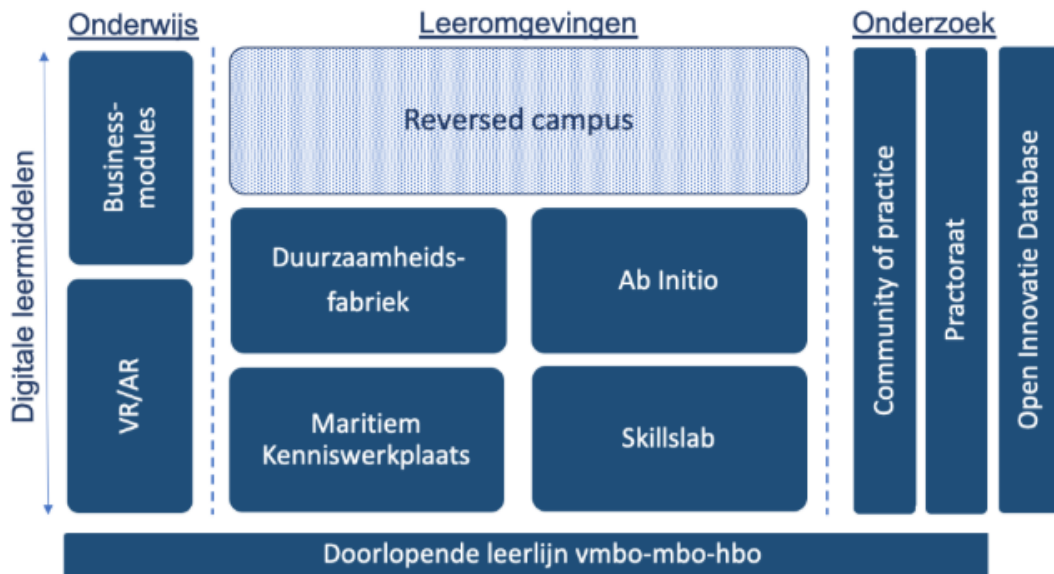 Onderwijs
Leeromgevingen
Onderzoek
Digitale leermiddelen
Business-
modules
VR/AR
Reversed campus
Duurzaamheids-
fabriek
Ab Initio
Maritiem
Kenniswerkplaats
Skillslab
Community of practice
Practoraat
Open Innovatie Database
Doorlopende leerlijn vmbo-mbo-hbo